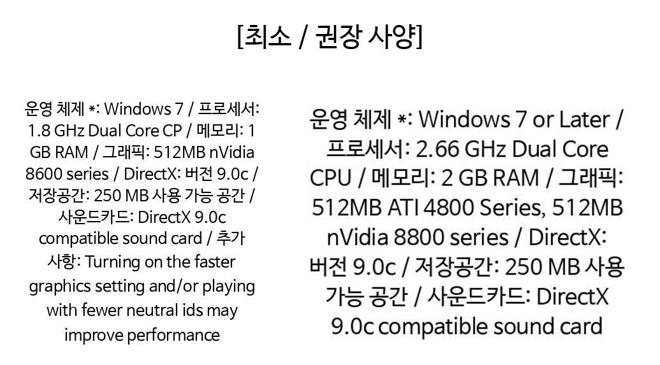 [최소 / 권장 사양]
운영 체제 *: Windows 7 / 프로세서:
1.8 GHz Dual Core CP / 메모리: 1
GB RAM / 그래픽: 512MB nVidia
8600 series / DirectX: 버전 9.0c /
저장공간: 250 MB 사용 가능 공간 /
사운드카드: DirectX 9.0c
compatible sound card / 추가
사항: Turning on the faster
graphics setting and/or playing
with fewer neutral ids may
improve performance
운영 체제 *: Windows 7 or Later /
프로세서: 2.66 GHz Dual Core
CPU / 메모리: 2 GB RAM / 그래픽:
512MB ATI 4800 Series, 512MB
nVidia 8800 series / DirectX:
버전 9.0c / 저장공간: 250 MB 사용
가능 공간 / 사운드카드: DirectX
9.0c compatible sound card